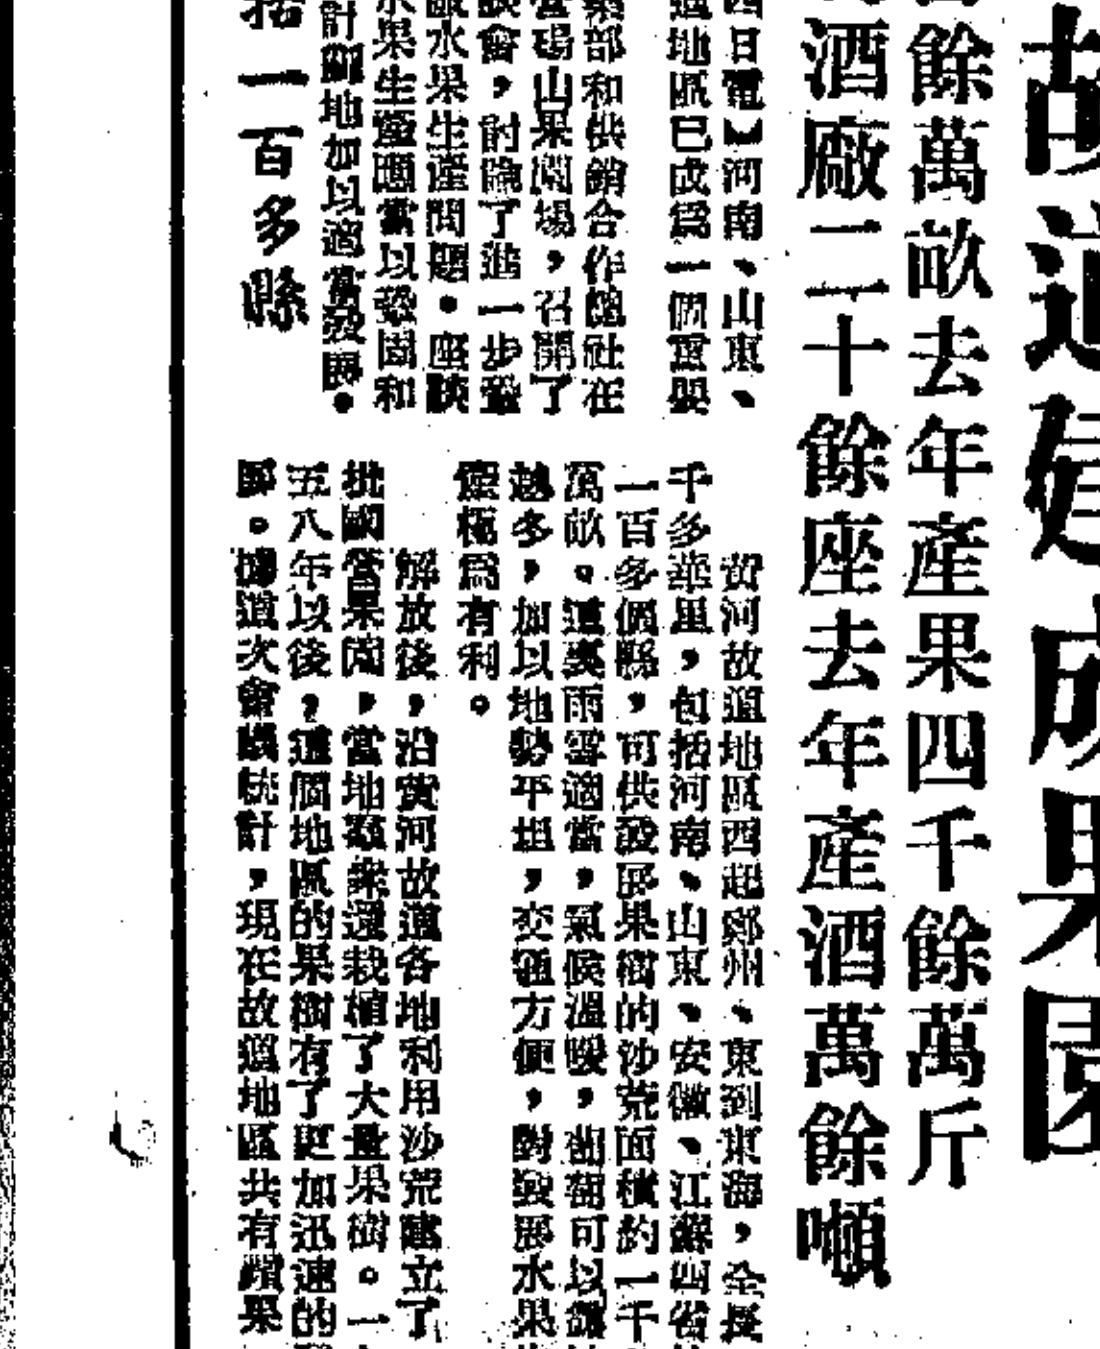 故道建成果園
餘萬畝去年產果四千餘萬斤
酒廠二十餘座去年產酒萬餘噸
四日電】河南、山東、
道地區已成爲一個重要
業部和供銷合作總社在
營碭山果園場，召開了
談會，討論了進一步發
水果生產問題。座談
水果生產應當以鞏固和
計劃地加以適當發展。
括一百多縣
黃河故道地區西起鄭州、東到東海，全長
千多華里，包括河南、山東、安徽、江蘇四省
一百多個縣，可供發展果樹的沙荒面積約一千
萬畝。這裏雨雪適當，氣候溫暖，葡萄可以
越多，加以地勢平坦，交通方便，對發展水果
產極爲有利。
解放後，沿黃河故道各地利用沙荒建立了
批國營果園，當地羣衆還栽植了大量果樹。一
五八年以後，這個地區的果樹有了更加迅速的
展。據這次會議統計，現在故道地區共有蘋果